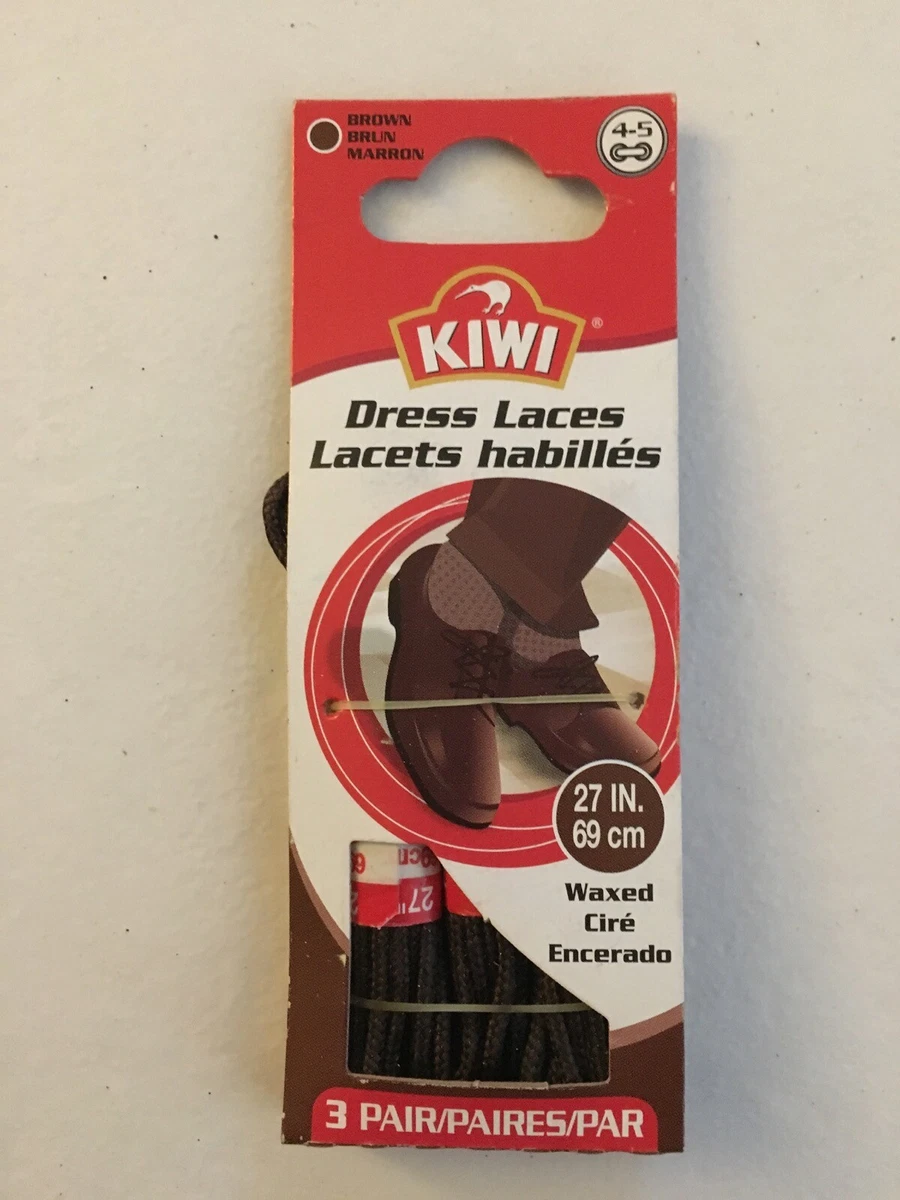 BROWN
BRUN
MARRON
4-5
KIWI
®
Dress Laces
Lacets habillés
27 IN.
69 cm
Waxed
Ciré
Encerado
27"
3 PAIR/PAIRES/PAR